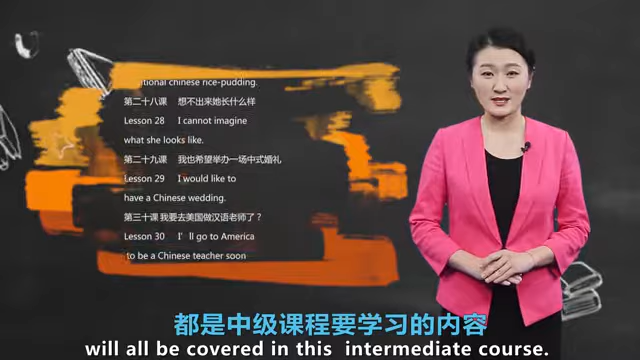 tional chinese rice-pudding.
第二十八课 想不出来她长什么样
Lesson 28 I cannot imagine
what she looks like.
第二十九课 我也希望举办一场中式婚礼
Lesson 29 I would like to
have a Chinese wedding.
第三十课 我要去美国做汉语老师了？
Lesson 30 I'll go to America
to be a Chinese teacher soon
都是中级课程要学习的内容
will all be covered in this intermediate course.